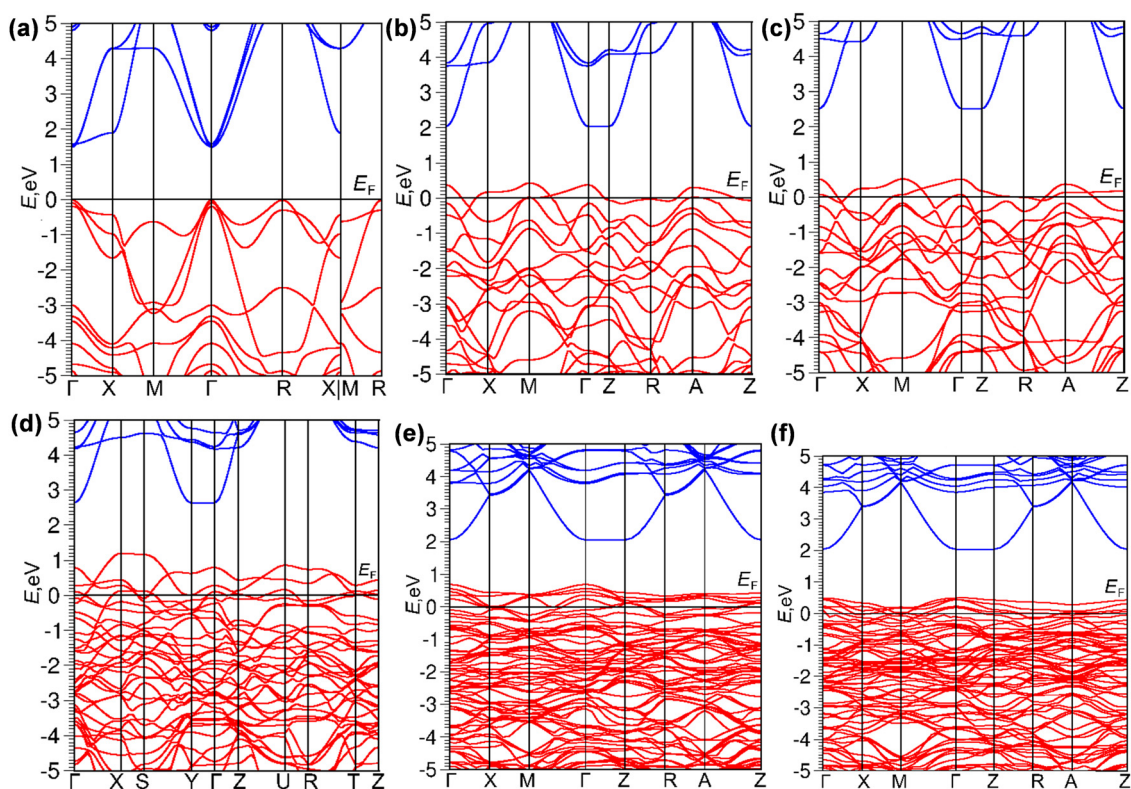 (a)
5
4
3
2
1
0
-1
-2
-3
-4
-5
E,eV
E_F
Γ X M Γ R X|M R
(b)
5
4
3
2
1
0
-1
-2
-3
-4
-5
E,eV
E_F
Γ X M Γ Z R A Z
(c)
5
4
3
2
1
0
-1
-2
-3
-4
-5
E,eV
E_F
Γ X M Γ Z R A Z
(d)
5
4
3
2
1
0
-1
-2
-3
-4
-5
E,eV
E_F
Γ X S Y Γ Z U R T Z
(e)
5
4
3
2
1
0
-1
-2
-3
-4
-5
E,eV
E_F
Γ X M Γ Z R A Z
(f)
5
4
3
2
1
0
-1
-2
-3
-4
-5
E,eV
E_F
Γ X M Γ Z R A Z